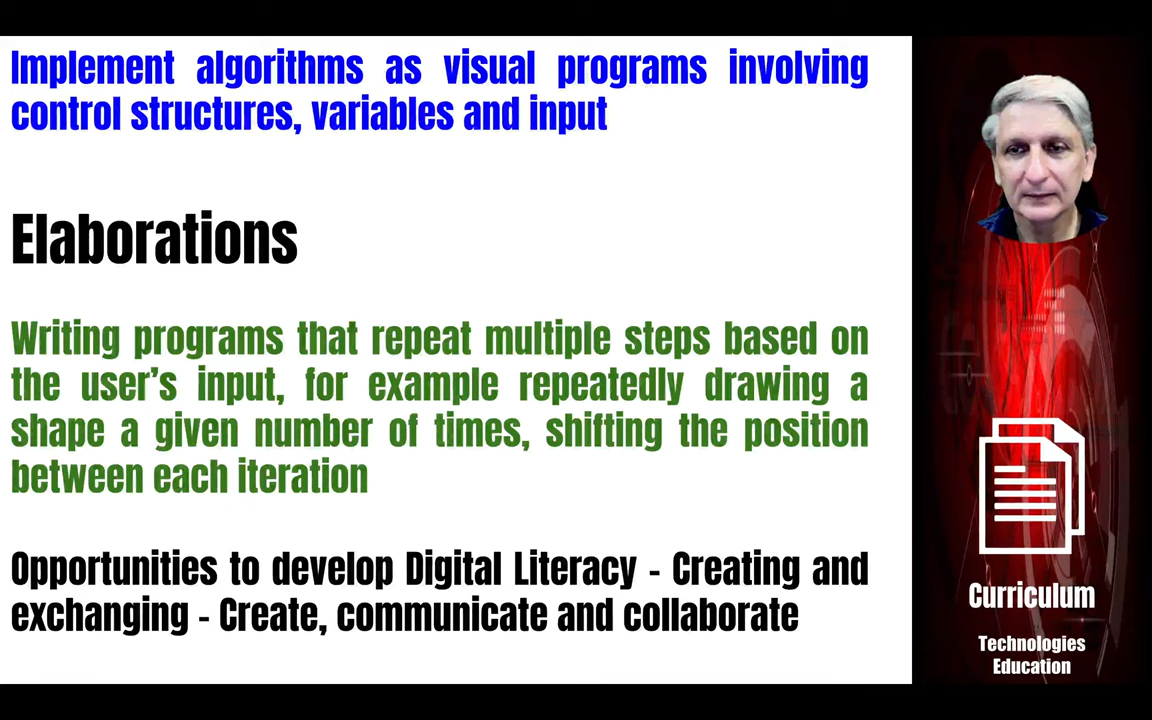 Implement algorithms as visual programs involving
control structures, variables and input
Elaborations
Writing programs that repeat multiple steps based on
the user’s input, for example repeatedly drawing a
shape a given number of times, shifting the position
between each iteration
Opportunities to develop Digital Literacy - Creating and
exchanging - Create, communicate and collaborate
Curriculum
Technologies
Education